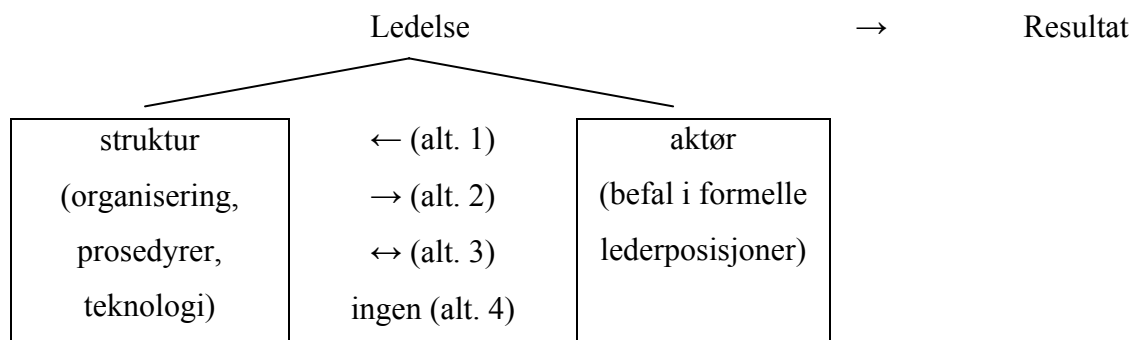 Ledelse → Resultat
struktur ← (alt. 1) aktør
(organisering, → (alt. 2) (befal i formelle
prosedyrer, ↔ (alt. 3) lederposisjoner)
teknologi) ingen (alt. 4)